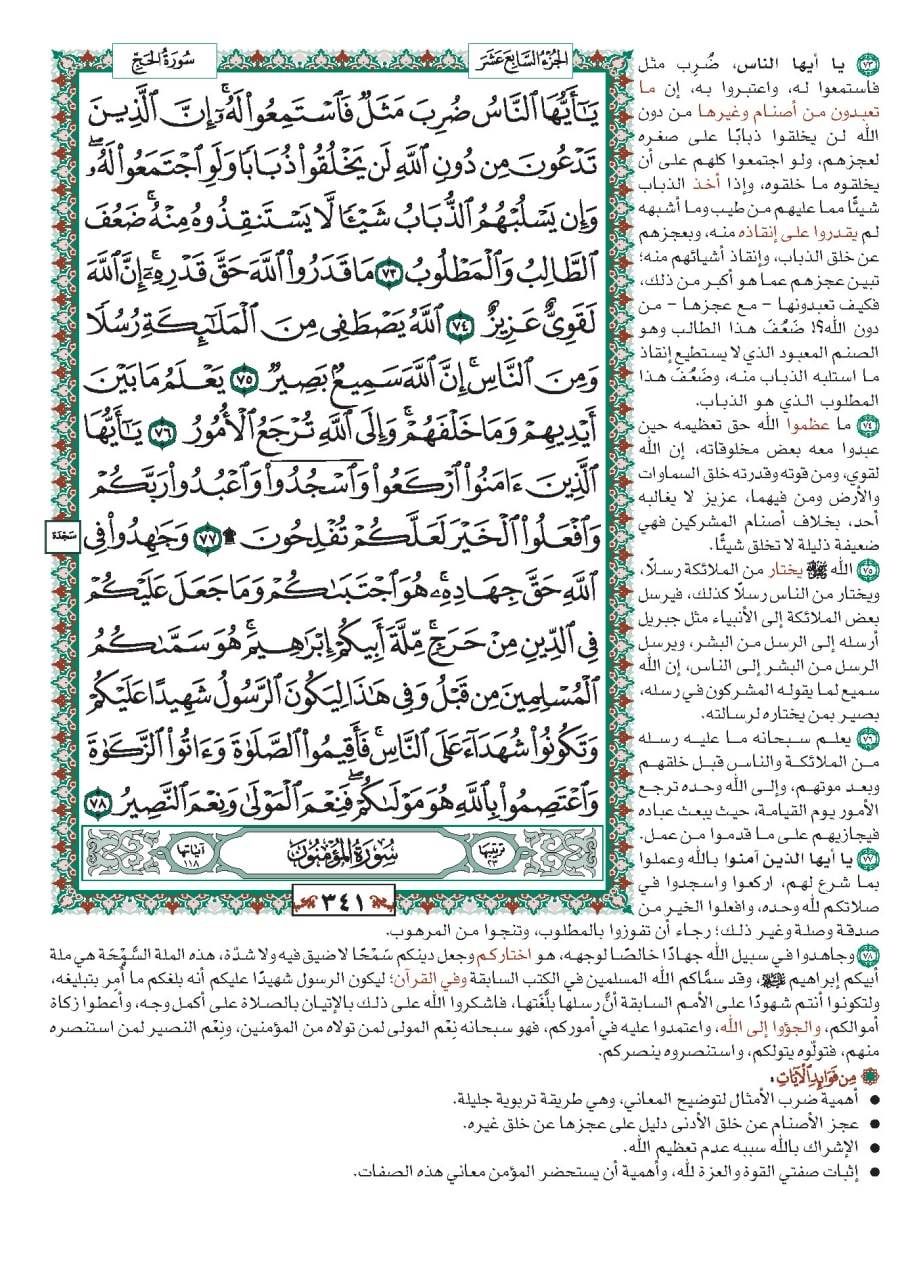 سُورَةُ الحَجِّ
الجُزْءُ السَّابِعَ عَشَرَ
يَٰٓأَيُّهَا ٱلنَّاسُ ضُرِبَ مَثَلٞ فَٱسۡتَمِعُواْ لَهُۥٓۚ إِنَّ ٱلَّذِينَ
تَدۡعُونَ مِن دُونِ ٱللَّهِ لَن يَخۡلُقُواْ ذُبَابٗا وَلَوِ ٱجۡتَمَعُواْ لَهُۥۖ
وَإِن يَسۡلُبۡهُمُ ٱلذُّبَابُ شَيۡـٔٗا لَّا يَسۡتَنقِذُوهُ مِنۡهُۚ ضَعُفَ
ٱلطَّالِبُ وَٱلۡمَطۡلُوبُ ٧٣ مَا قَدَرُواْ ٱللَّهَ حَقَّ قَدۡرِهِۦٓۚ إِنَّ ٱللَّهَ
لَقَوِيٌّ عَزِيزٌ ٧٤ ٱللَّهُ يَصۡطَفِي مِنَ ٱلۡمَلَٰٓئِكَةِ رُسُلٗا
وَمِنَ ٱلنَّاسِۚ إِنَّ ٱللَّهَ سَمِيعُۢ بَصِيرٞ ٧٥ يَعۡلَمُ مَا بَيۡنَ
أَيۡدِيهِمۡ وَمَا خَلۡفَهُمۡۚ وَإِلَى ٱللَّهِ تُرۡجَعُ ٱلۡأُمُورُ ٧٦ يَٰٓأَيُّهَا
ٱلَّذِينَ ءَامَنُواْ ٱرۡكَعُواْ وَٱسۡجُدُواْۤ وَٱعۡبُدُواْ رَبَّكُمۡ
وَٱفۡعَلُواْ ٱلۡخَيۡرَ لَعَلَّكُمۡ تُفۡلِحُونَ ۩ ٧٧ وَجَٰهِدُواْ فِي
ٱللَّهِ حَقَّ جِهَادِهِۦۚ هُوَ ٱجۡتَبَىٰكُمۡ وَمَا جَعَلَ عَلَيۡكُمۡ
فِي ٱلدِّينِ مِنۡ حَرَجٖۚ مِّلَّةَ أَبِيكُمۡ إِبۡرَٰهِيمَۚ هُوَ سَمَّىٰكُمُ
ٱلۡمُسۡلِمِينَ مِن قَبۡلُ وَفِي هَٰذَا لِيَكُونَ ٱلرَّسُولُ شَهِيدًا عَلَيۡكُمۡ
وَتَكُونُواْ شُهَدَآءَ عَلَى ٱلنَّاسِۚ فَأَقِيمُواْ ٱلصَّلَوٰةَ وَءَاتُواْ ٱلزَّكَوٰةَ
وَٱعۡتَصِمُواْ بِٱللَّهِ هُوَ مَوۡلَىٰكُمۡۖ فَنِعۡمَ ٱلۡمَوۡلَىٰ وَنِعۡمَ ٱلنَّصِيرُ ٧٨
سَجْدَة
ترتيبها ٢٣
سُورَةُ المُؤْمِنُون
آياتها ١١٨
٣٤١
٧٣ يا أيها الناس، ضُرِب مثل
فاستمعوا له، واعتبروا به، إن ما
تعبدون من أصنام وغيرها من دون
الله لن يخلقوا ذبابًا على صغره
لعجزهم، ولو اجتمعوا كلهم على أن
يخلقوه ما خلقوه، وإذا أخذ الذباب
شيئًا مما عليهم من طيب وما أشبهه
لم يقدروا على إنقاذه منه، وبعجزهم
عن خلق الذباب، وإنقاذ أشيائهم منه؛
تبين عجزهم عما هو أكبر من ذلك،
فكيف تعبدونها - مع عجزها - من
دون الله؟! ضَعُفَ هذا الطالب وهو
الصنم المعبود الذي لا يستطيع إنقاذ
ما استلبه الذباب منه، وضَعُفَ هذا
المطلوب الذي هو الذباب.
٧٤ ما عظموا الله حق تعظيمه حين
عبدوا معه بعض مخلوقاته، إن الله
لقوي، ومن قوته وقدرته خلق السماوات
والأرض ومن فيهما، عزيز لا يغالبه
أحد، بخلاف أصنام المشركين فهي
ضعيفة ذليلة لا تخلق شيئًا.
٧٥ الله ﷻ يختار من الملائكة رسلًا،
ويختار من الناس رسلًا كذلك، فيرسل
بعض الملائكة إلى الأنبياء مثل جبريل
أرسله إلى الرسل من البشر، ويرسل
الرسل من البشر إلى الناس، إن الله
سميع لما يقوله المشركون في رسله،
بصير بمن يختاره لرسالته.
٧٦ يعلم سبحانه ما عليه رسله
من الملائكة والناس قبل خلقهم
وبعد موتهم، وإلى الله وحده ترجع
الأمور يوم القيامة، حيث يبعث عباده
فيجازيهم على ما قدموا من عمل.
٧٧ يا أيها الذين آمنوا بالله وعملوا
بما شرع لهم، اركعوا واسجدوا في
صلاتكم لله وحده، وافعلوا الخير من
صدقة وصلة وغير ذلك؛ رجاء أن تفوزوا بالمطلوب، وتنجوا من المرهوب.
٧٨ وجاهدوا في سبيل الله جهادًا خالصًا لوجهه، هو اختاركم وجعل دينكم سَمْحًا لا ضيق فيه ولا شدّة، هذه الملة السَّمْحَة هي ملة
أبيكم إبراهيم ﷺ، وقد سمَّاكم الله المسلمين في الكتب السابقة وفي القرآن؛ ليكون الرسول شهيدًا عليكم أنه بلغكم ما أُمر بتبليغه،
ولتكونوا أنتم شهودًا على الأمم السابقة أنَّ رسلها بلَّغتها، فاشكروا الله على ذلك بالإتيان بالصلاة على أكمل وجه، وأعطوا زكاة
أموالكم، والجؤوا إلى الله، واعتمدوا عليه في أموركم، فهو سبحانه نِعْم المولى لمن تولاه من المؤمنين، ونِعْم النصير لمن استنصره
منهم، فتولّوه يتولكم، واستنصروه ينصركم.
مِن فَوَائِدِ الآيَاتِ:
● أهمية ضرب الأمثال لتوضيح المعاني، وهي طريقة تربوية جليلة.
● عجز الأصنام عن خلق الأدنى دليل على عجزها عن خلق غيره.
● الإشراك بالله سببه عدم تعظيم الله.
● إثبات صفتي القوة والعزة لله، وأهمية أن يستحضر المؤمن معاني هذه الصفات.